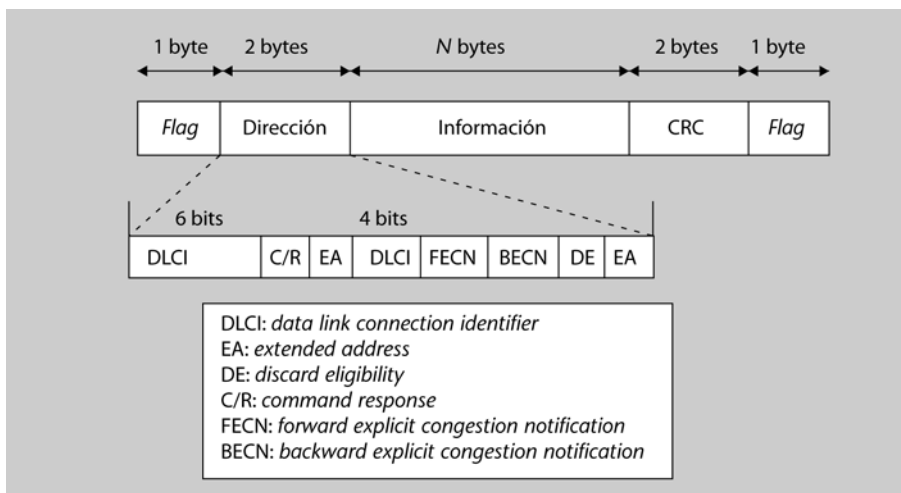 1 byte 2 bytes N bytes 2 bytes 1 byte
Flag Dirección Información CRC Flag
6 bits 4 bits
DLCI C/R EA DLCI FECN BECN DE EA
DLCI: data link connection identifier
EA: extended address
DE: discard eligibility
C/R: command response
FECN: forward explicit congestion notification
BECN: backward explicit congestion notification